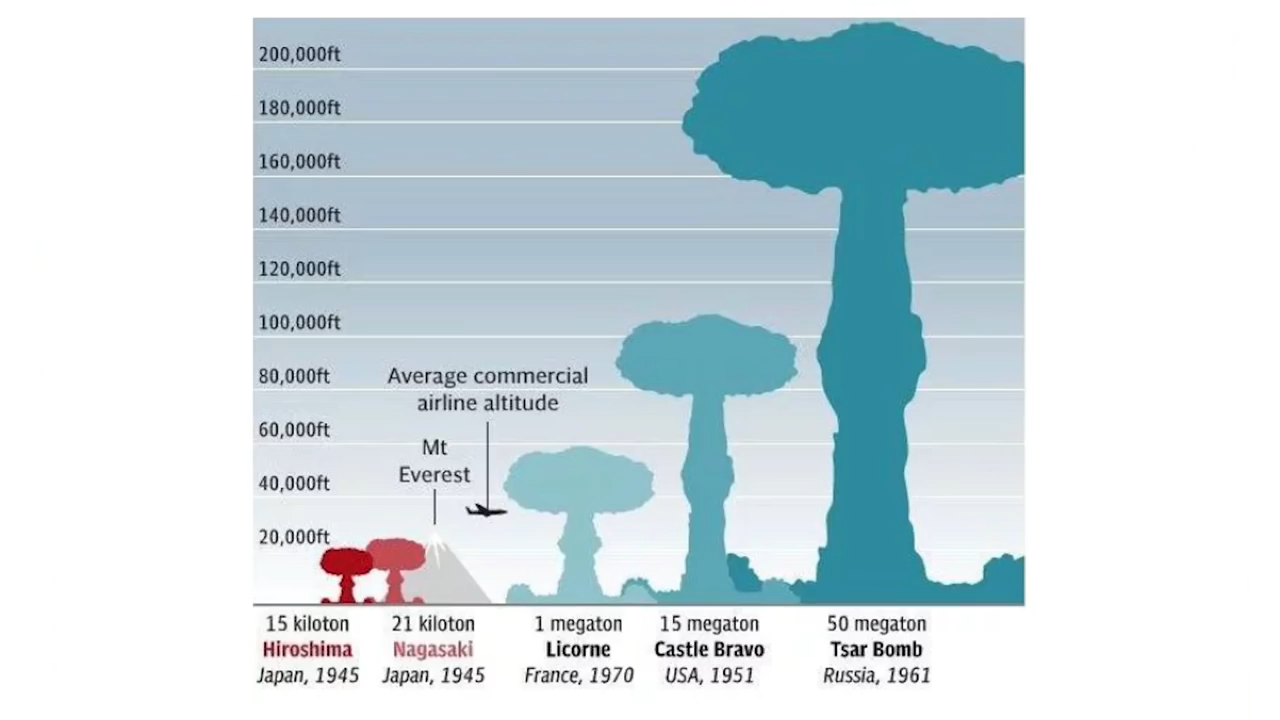 200,000ft
180,000ft
160,000ft
140,000ft
120,000ft
100,000ft
80,000ft
60,000ft
40,000ft
20,000ft
Average commercial
airline altitude
Mt
Everest
15 kiloton
Hiroshima
Japan, 1945
21 kiloton
Nagasaki
Japan, 1945
1 megaton
Licorne
France, 1970
15 megaton
Castle Bravo
USA, 1951
50 megaton
Tsar Bomb
Russia, 1961